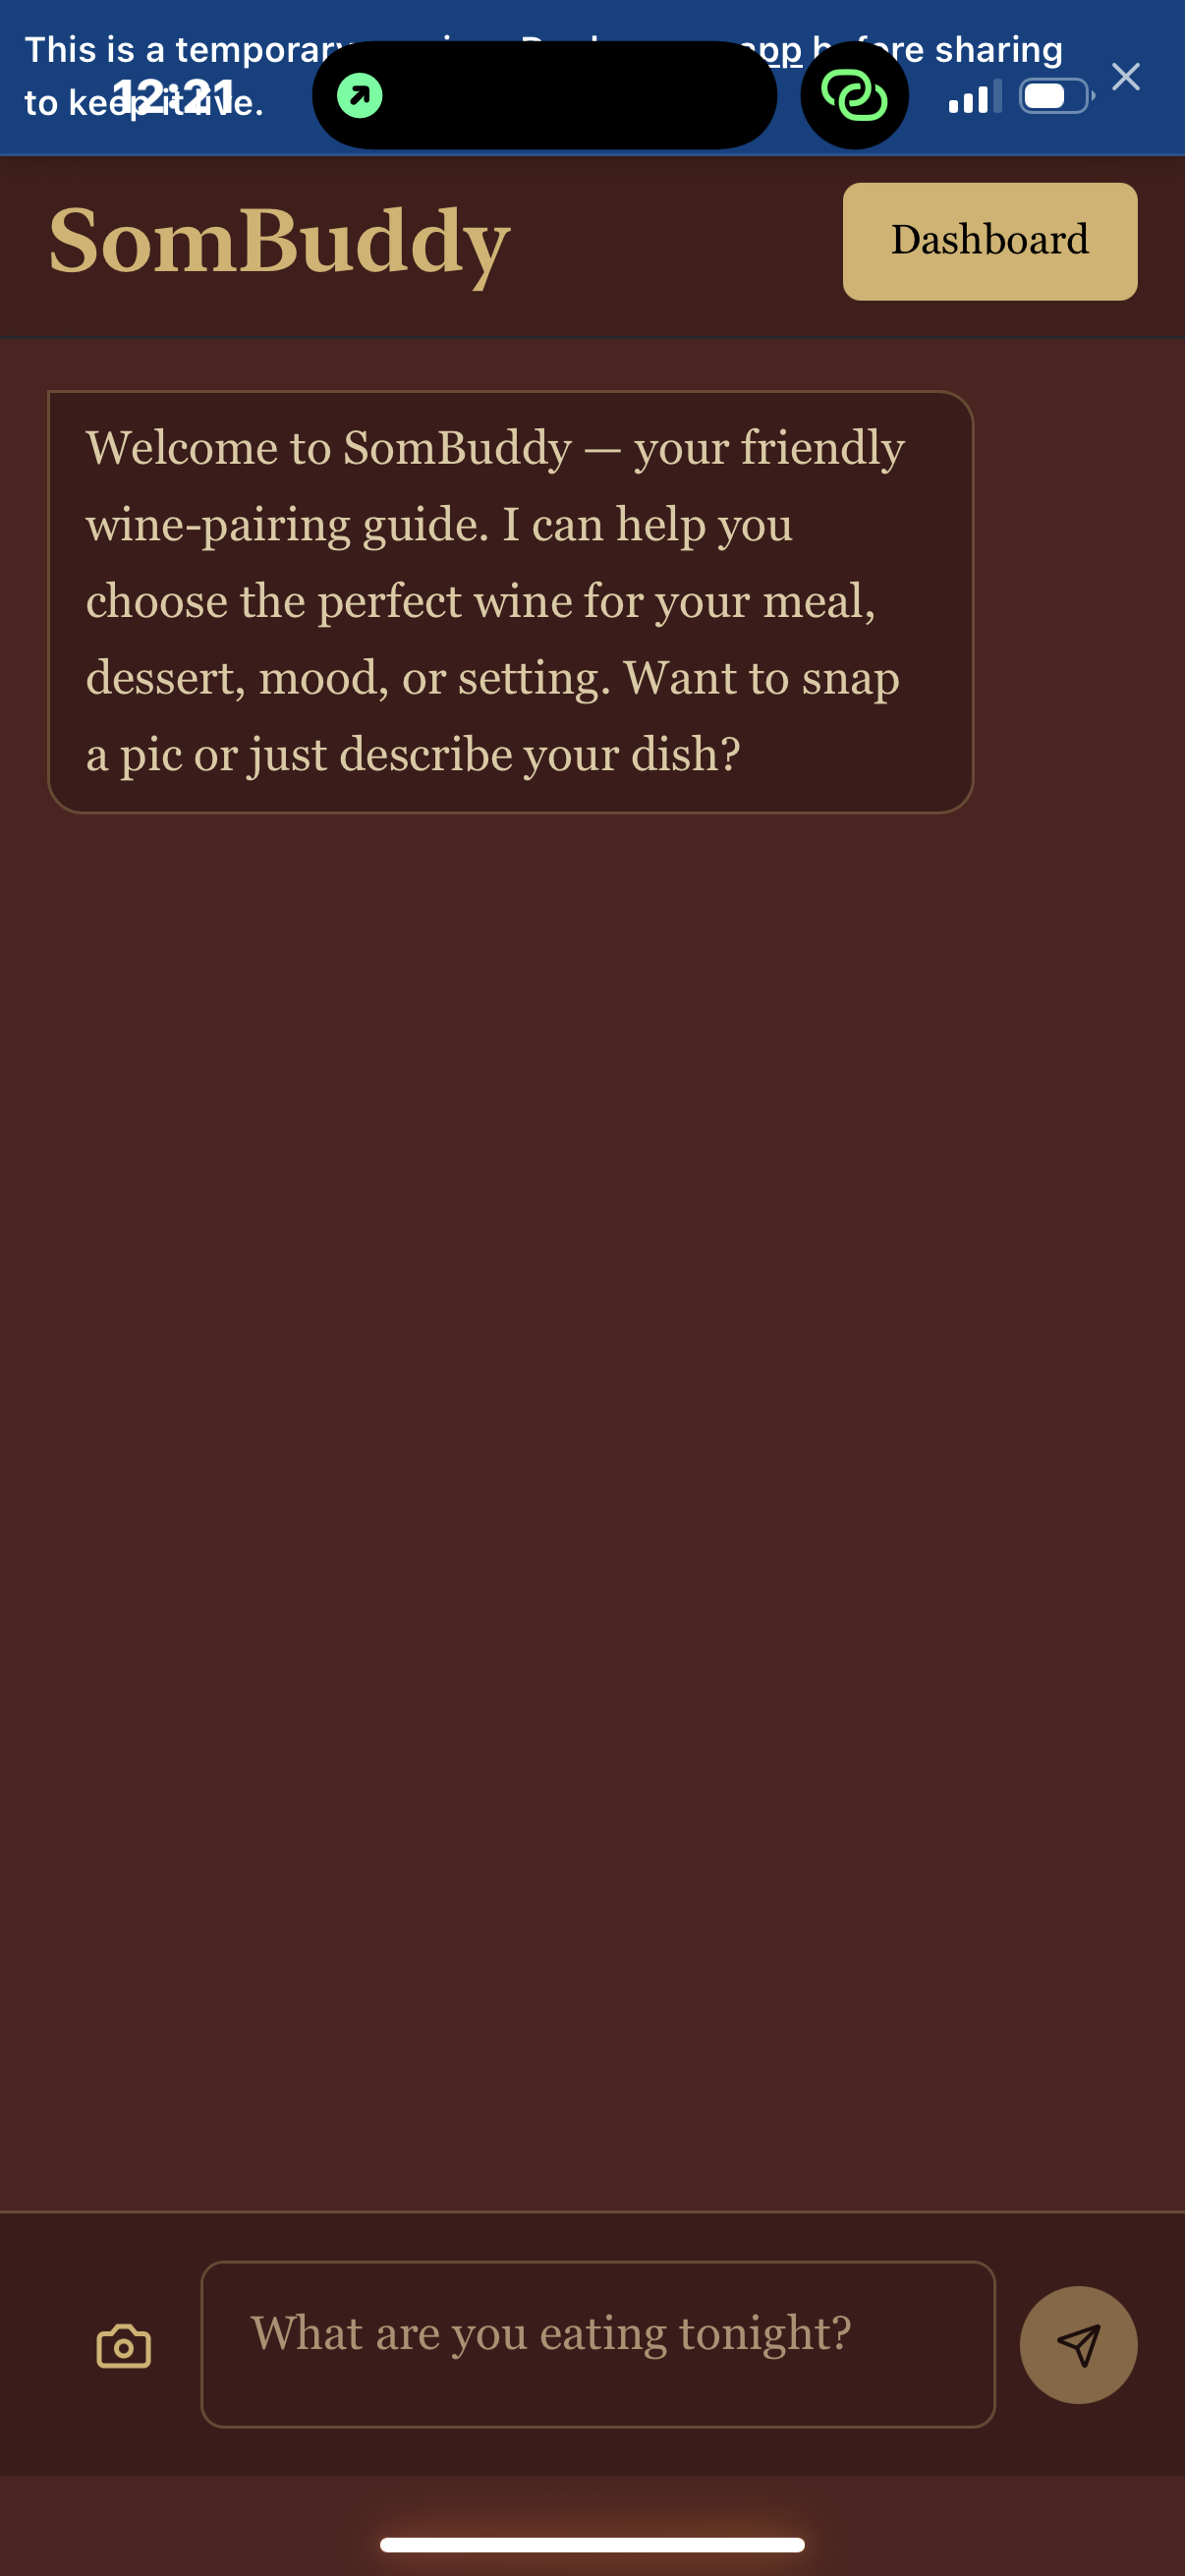 This is a temporary app before sharing
to keep it live.
12:21
SomBuddy
Dashboard
Welcome to SomBuddy — your friendly
wine-pairing guide. I can help you
choose the perfect wine for your meal,
dessert, mood, or setting. Want to snap
a pic or just describe your dish?
What are you eating tonight?